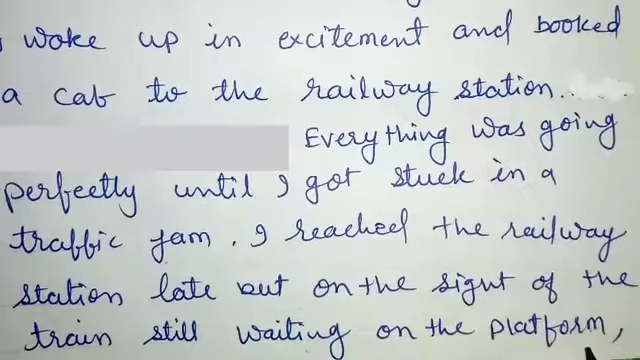 I woke up in excitement and booked
a cab to the railway station.....
Everything was going
perfectly until I got stuck in a
traffic jam. I reached the railway
station late but on the sight of the
train still waiting on the platform,